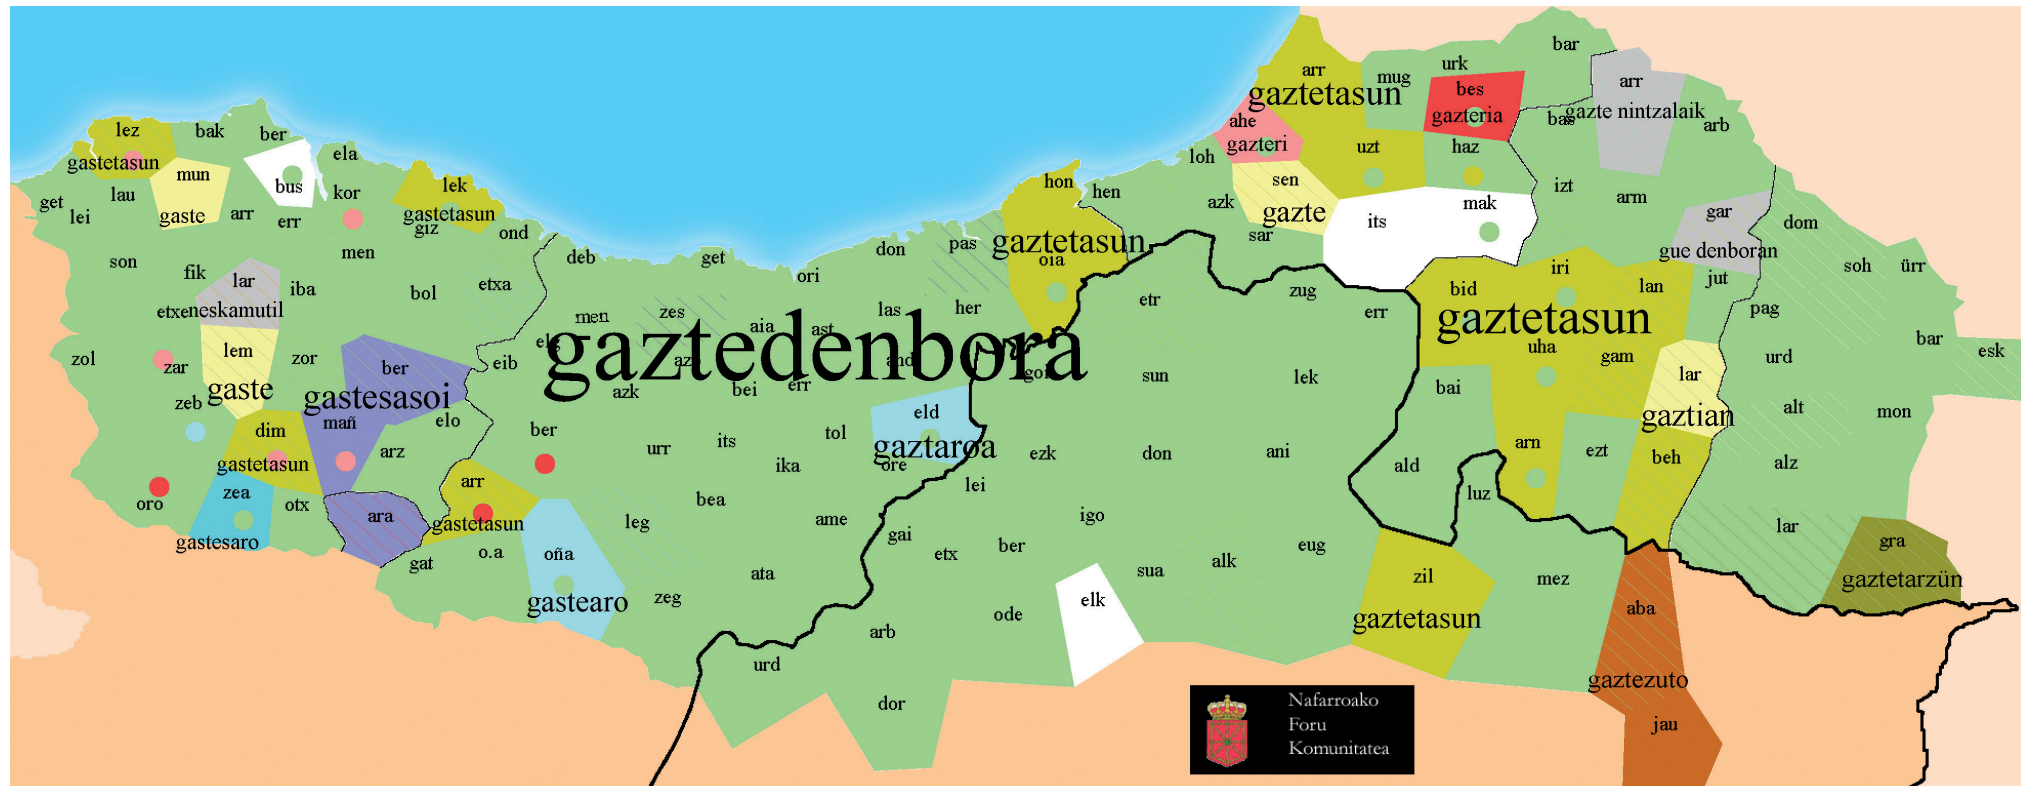 bar
arr
urk
arr
mug
bes
gaztetasun
gazteria
gazte nintzalaik
bas
arb
ahe
gazteri
lez
bak
ber
gastetasun
ela
uzt
haz
loh
mun
bus
kor
lek
hon
hen
sen
izt
arm
lau
get
lei
gaste
arr
err
gastetasun
giz
azk
gazte
its
mak
gar
dom
ond
men
don
pas
gaztetasun
oia
sar
gue denboran
son
fik
lar
iba
bol
etxa
deb
get
ori
iri
bid
lan
jut
soh
ürr
etxe
neskamutil
men
zes
aia
ast
las
her
etr
zug
err
gaztetasun
pag
gaztedenbora
zol
zar
lem
zor
ber
eib
and
goi
sun
lek
uha
gam
lar
urd
bar
esk
zeb
gaste
gastesasoi
azk
bei
err
bai
gaztian
alt
mon
dim
mañ
elo
ber
urr
its
tol
eld
gaztaroa
ore
ezk
don
ani
arn
ezt
beh
gastetasun
arz
ika
ald
alz
oro
zea
otx
ara
arr
bea
lei
luz
gastetasun
leg
ame
gai
igo
lar
gastesaro
gat
o.a
oña
etx
ber
eug
gra
gastearo
ata
sua
alk
zil
mez
gaztetarzün
zeg
elk
aba
arb
ode
gaztetasun
urd
gaztezuto
dor
jau
Nafarroako
Foru
Komunitatea